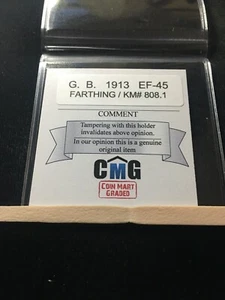 G. B. 1913 EF-45
FARTHING / KM# 808.1
COMMENT
Tampering with this holder
invalidates above opinion.
In our opinion this is a genuine
original item
CMG
COIN MART
GRADED